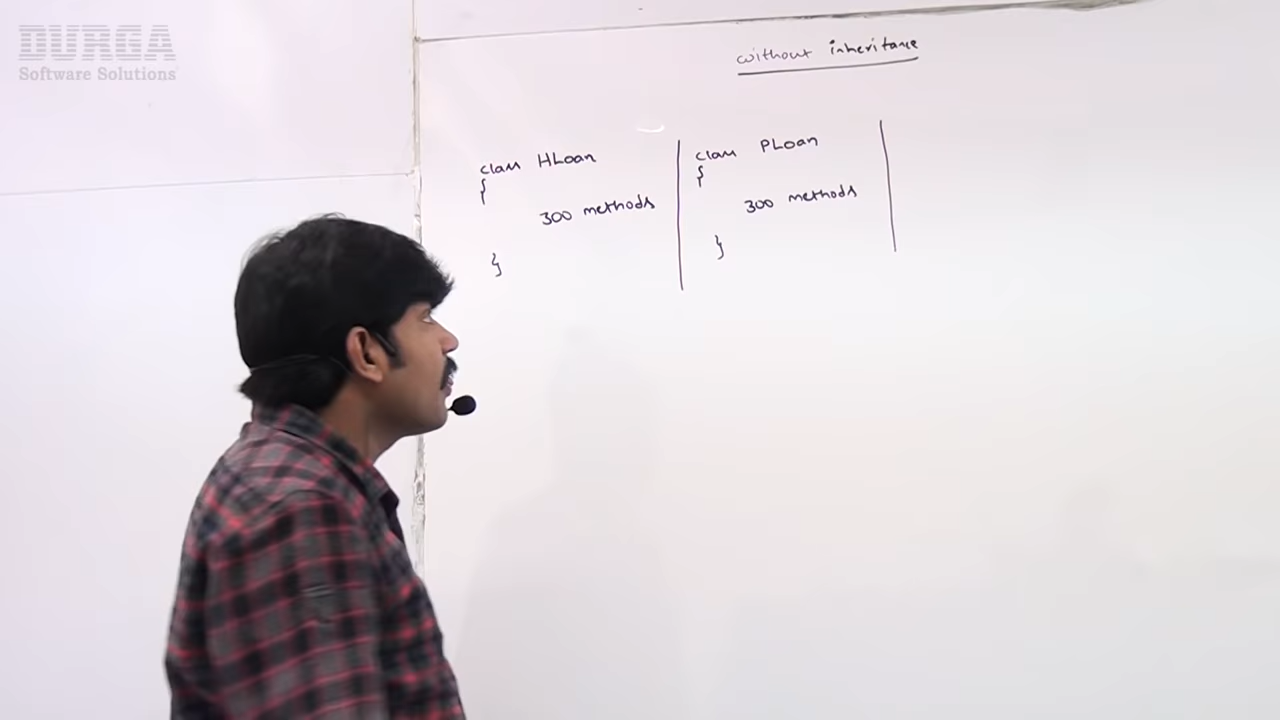 DURGA
Software Solutions
without inheritance
class HLoan
{
300 methods
}
class PLoan
{
300 methods
}